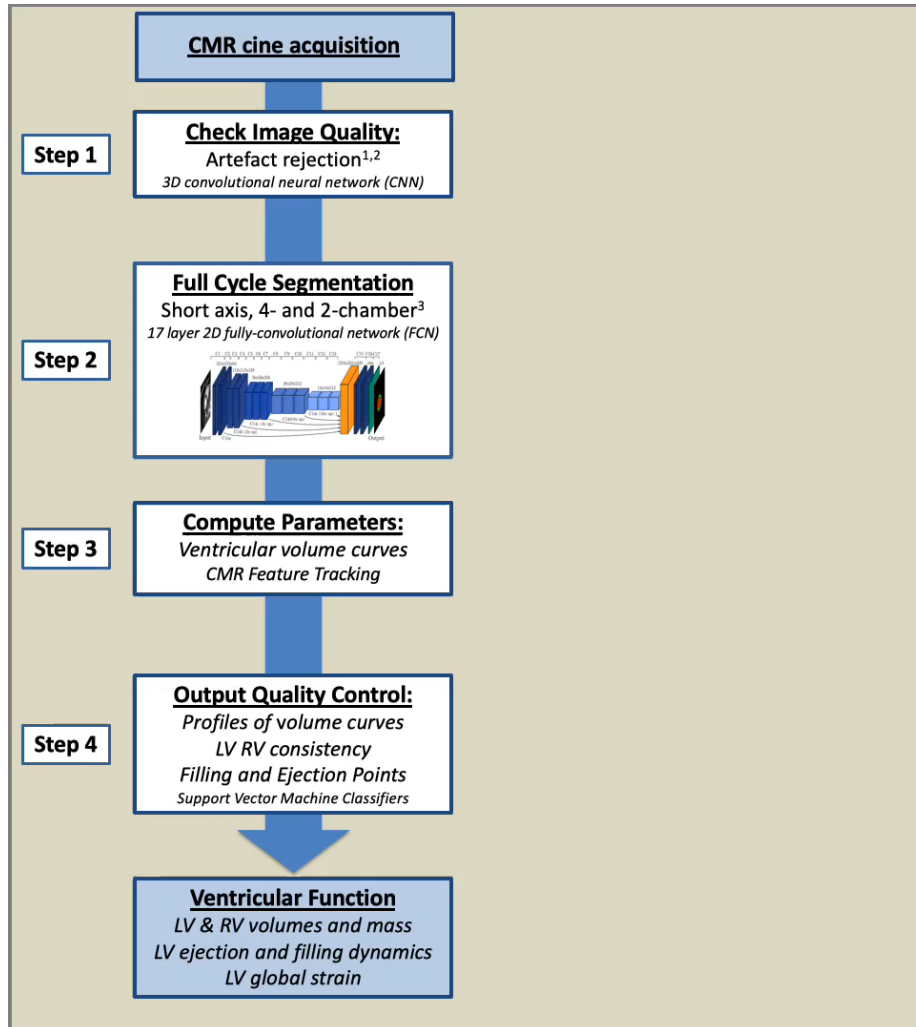 CMR cine acquisition
Step 1
Check Image Quality:
Artefact rejection1,2
3D convolutional neural network (CNN)
Step 2
Full Cycle Segmentation
Short axis, 4- and 2-chamber3
17 layer 2D fully-convolutional network (FCN)
Input
Output
Step 3
Compute Parameters:
Ventricular volume curves
CMR Feature Tracking
Step 4
Output Quality Control:
Profiles of volume curves
LV RV consistency
Filling and Ejection Points
Support Vector Machine Classifiers
Ventricular Function
LV & RV volumes and mass
LV ejection and filling dynamics
LV global strain